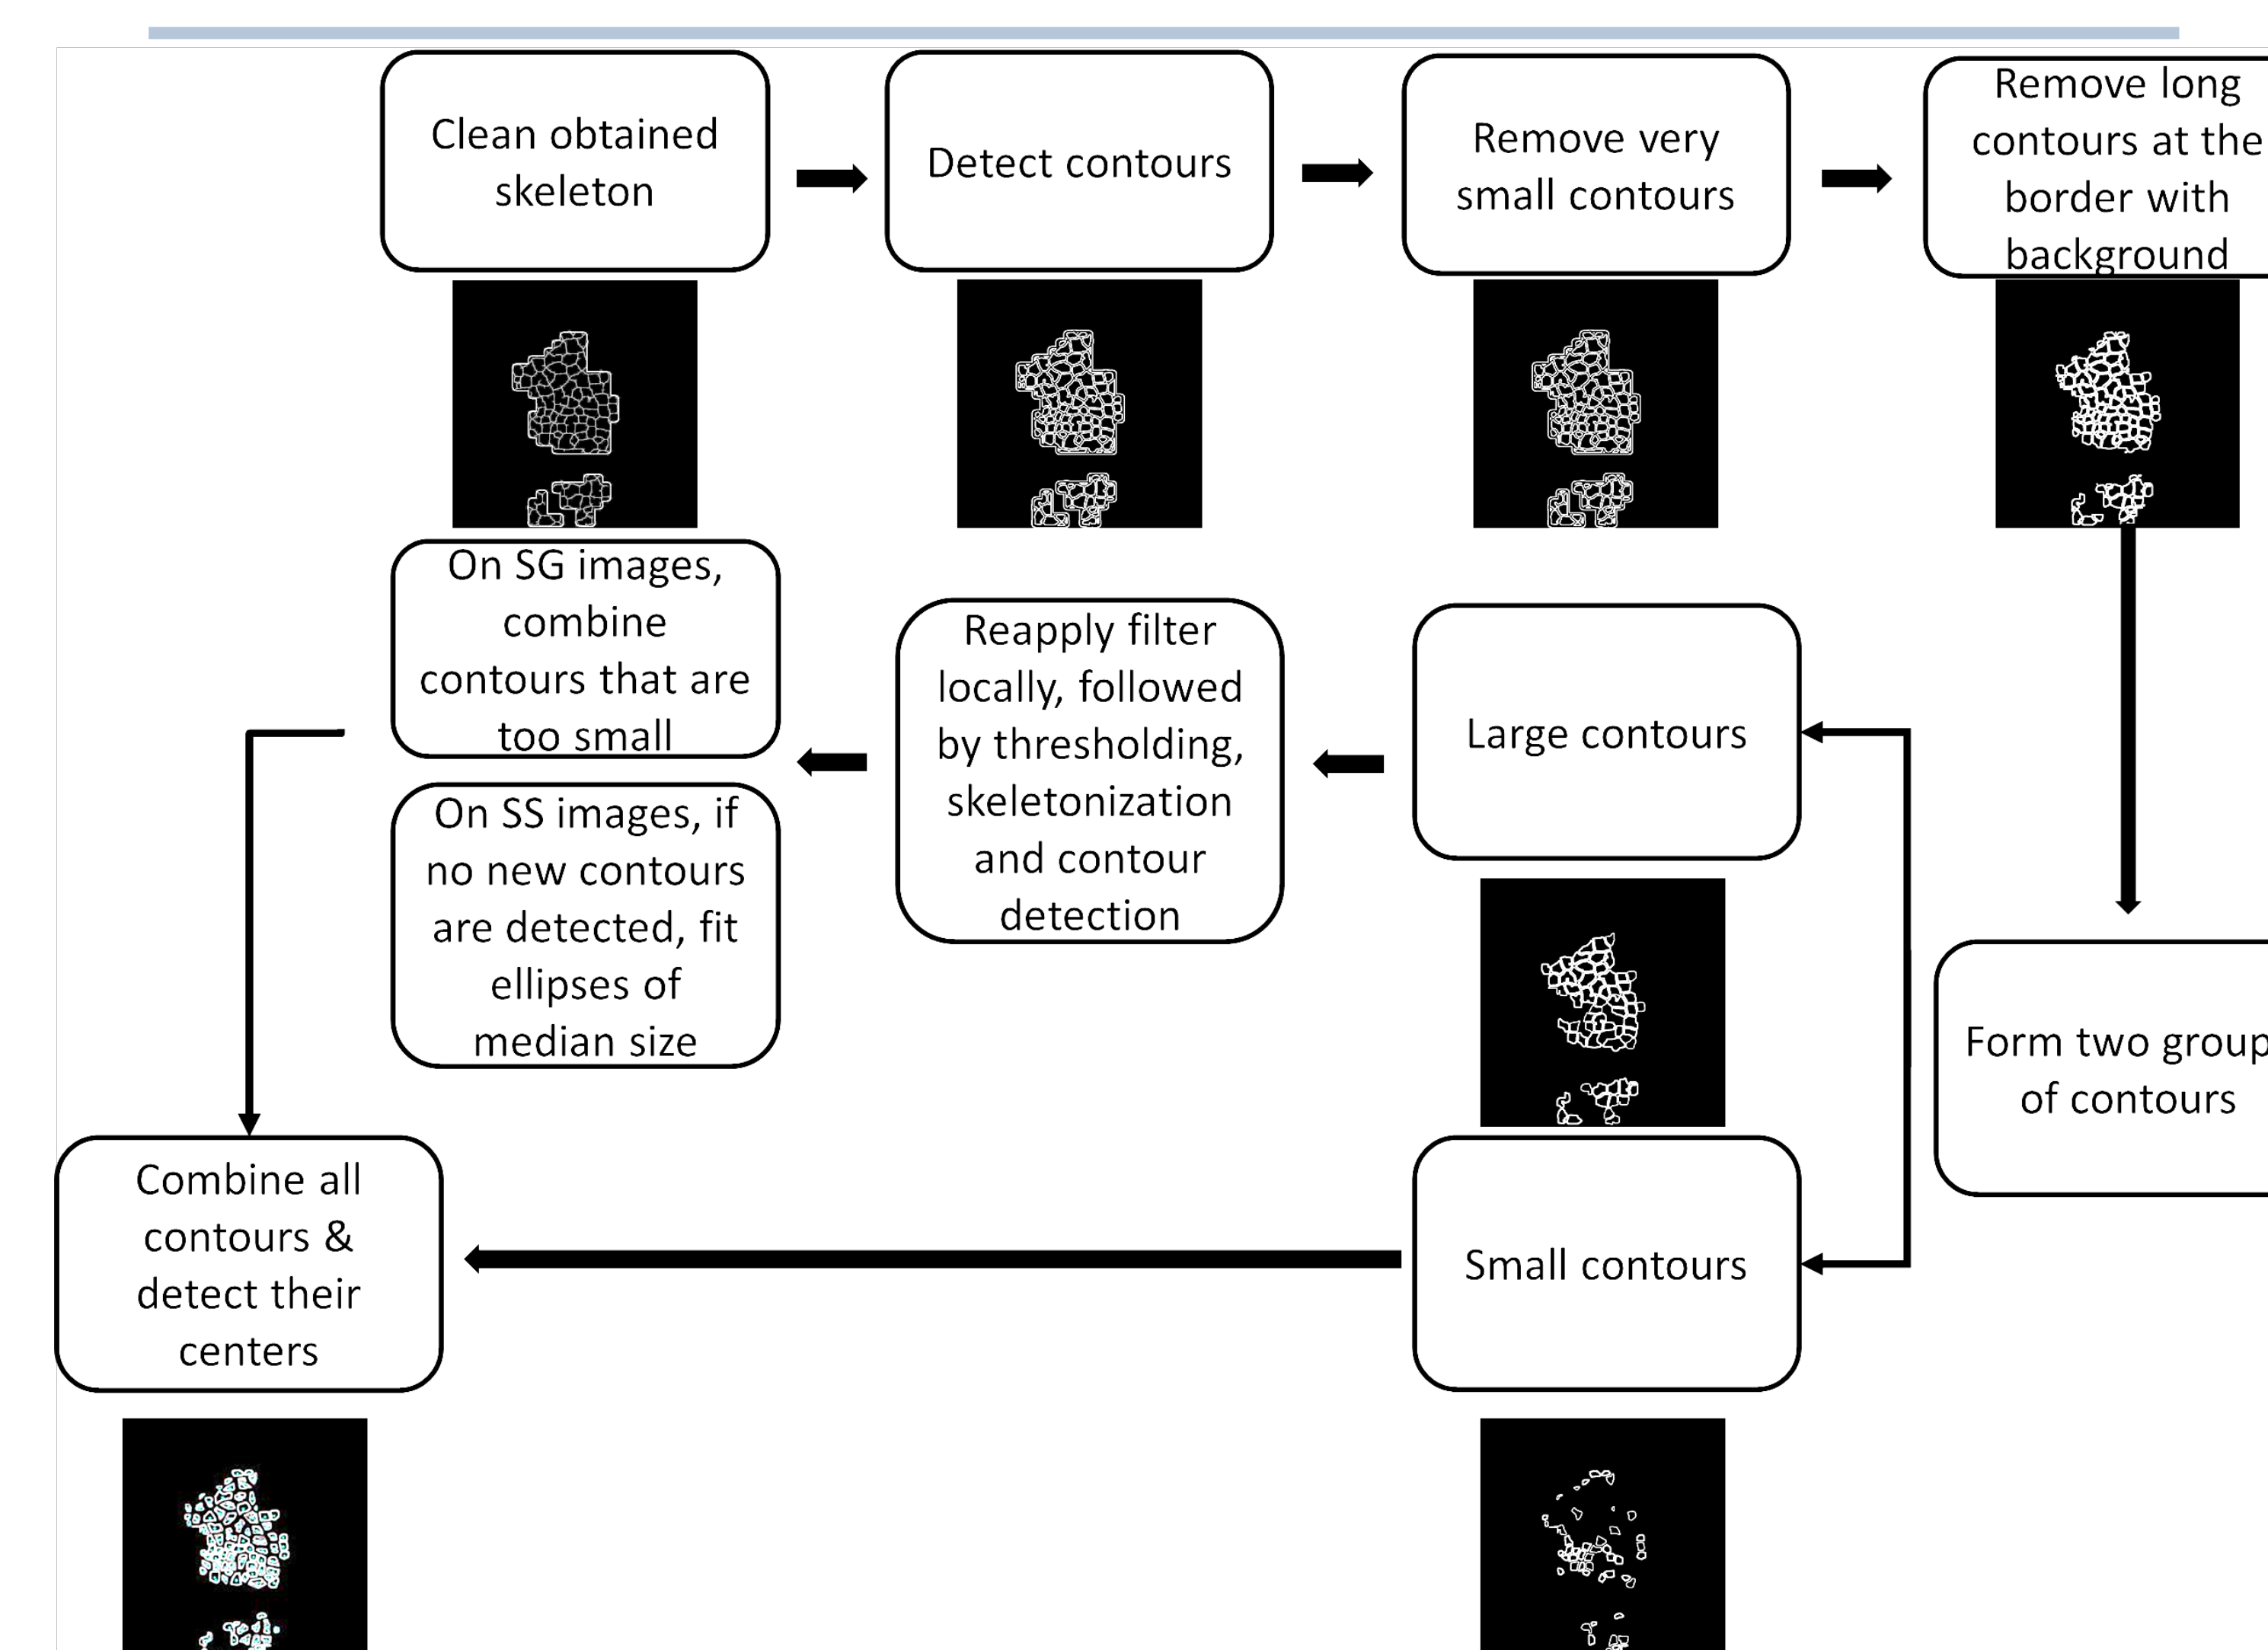 Clean obtained
skeleton
Detect contours
Remove very
small contours
Remove long
contours at the
border with
background
On SG images,
combine
contours that are
too small
Reapply filter
locally, followed
by thresholding,
skeletonization
and contour
detection
Large contours
On SS images, if
no new contours
are detected, fit
ellipses of
median size
Form two group
of contours
Combine all
contours &
detect their
centers
Small contours